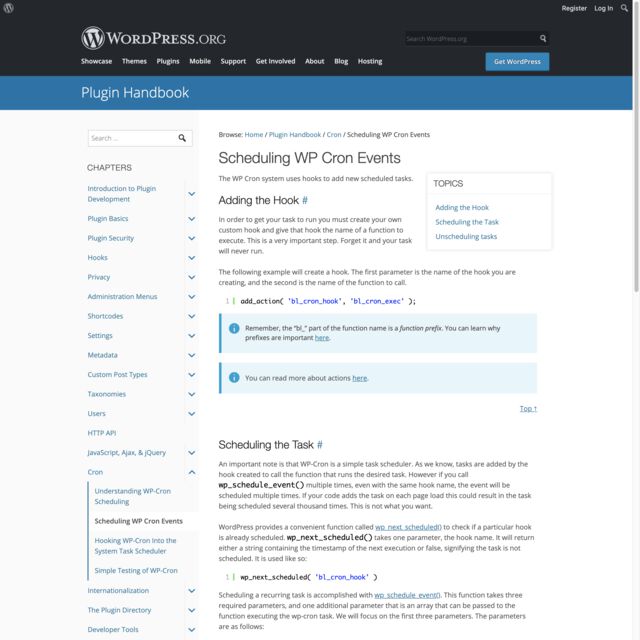 Register Log In
WORDPRESS.ORG
Search WordPress.org
Showcase Themes Plugins Mobile Support Get Involved About Blog Hosting
Get WordPress
Plugin Handbook
Search ...
CHAPTERS
Introduction to Plugin
Development
Plugin Basics
Plugin Security
Hooks
Privacy
Administration Menus
Shortcodes
Settings
Metadata
Custom Post Types
Taxonomies
Users
HTTP API
JavaScript, Ajax, & jQuery
Cron
Understanding WP-Cron
Scheduling
Scheduling WP Cron Events
Hooking WP-Cron Into the
System Task Scheduler
Simple Testing of WP-Cron
Internationalization
The Plugin Directory
Developer Tools
Browse: Home / Plugin Handbook / Cron / Scheduling WP Cron Events
Scheduling WP Cron Events
The WP Cron system uses hooks to add new scheduled tasks.
TOPICS
Adding the Hook
Scheduling the Task
Unscheduling tasks
Adding the Hook #
In order to get your task to run you must create your own
custom hook and give that hook the name of a function to
execute. This is a very important step. Forget it and your task
will never run.
The following example will create a hook. The first parameter is the name of the hook you are
creating, and the second is the name of the function to call.
1 add_action( 'bl_cron_hook', 'bl_cron_exec' );
Remember, the “bl_” part of the function name is a function prefix. You can learn why
prefixes are important here.
You can read more about actions here.
Top ↑
Scheduling the Task #
An important note is that WP-Cron is a simple task scheduler. As we know, tasks are added by the
hook created to call the function that runs the desired task. However if you call
wp_schedule_event() multiple times, even with the same hook name, the event will be
scheduled multiple times. If your code adds the task on each page load this could result in the task
being scheduled several thousand times. This is not what you want.
WordPress provides a convenient function called wp_next_scheduled() to check if a particular hook
is already scheduled. wp_next_scheduled() takes one parameter, the hook name. It will return
either a string containing the timestamp of the next execution or false, signifying the task is not
scheduled. It is used like so:
1 wp_next_scheduled( 'bl_cron_hook' )
Scheduling a recurring task is accomplished with wp_schedule_event(). This function takes three
required parameters, and one additional parameter that is an array that can be passed to the
function executing the wp-cron task. We will focus on the first three parameters. The parameters
are as follows: